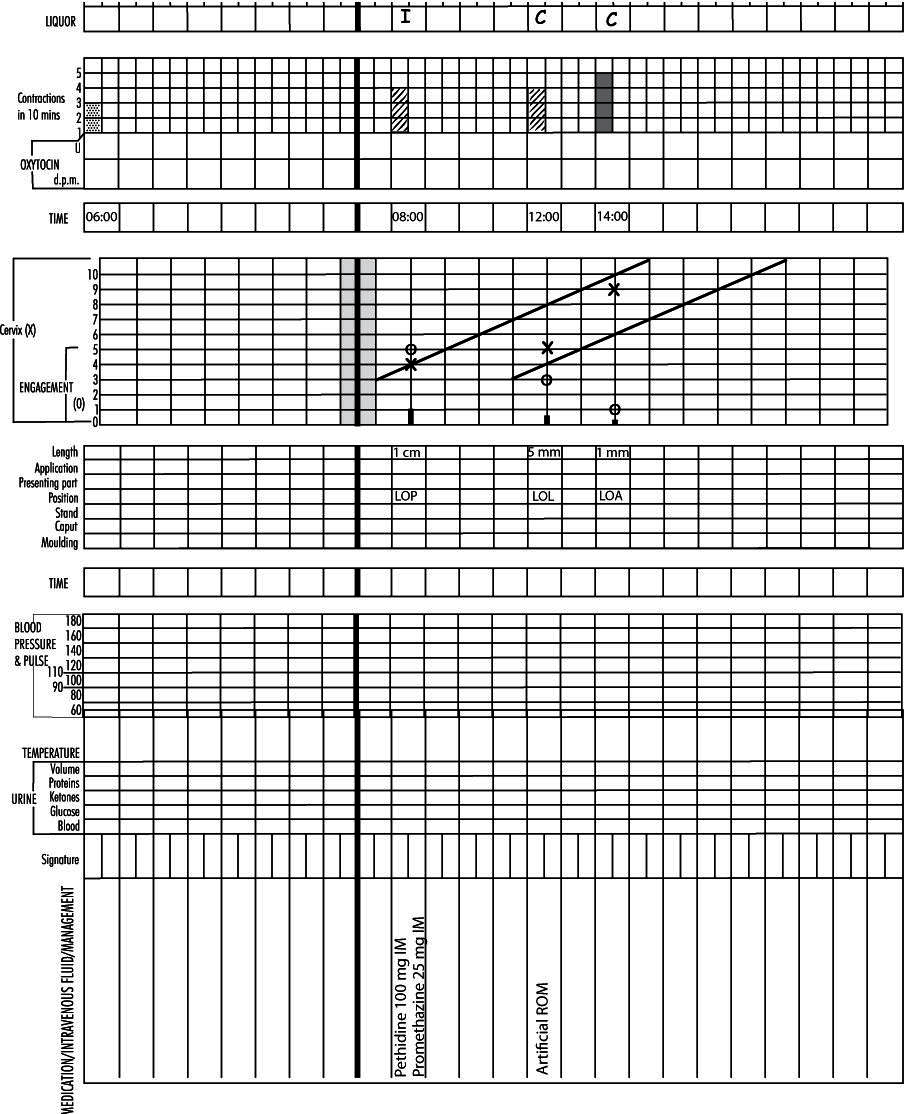 LIQUOR I C C
5
4
Contractions 3
in 10 mins 2
1
U
OXYTOCIN
d.p.m.
TIME 06:00 08:00 12:00 14:00
10
9
8
7
Cervix (X) 6
5
4
ENGAGEMENT 3
2
(O) 1
0
Length 1 cm 5 mm 1 mm
Application
Presenting part
Position LOP LOL LOA
Stand
Caput
Moulding
TIME
BLOOD 180
PRESSURE 160
140
& PULSE 120
110
100
90
80
60
TEMPERATURE
Volume
Proteins
URINE Ketones
Glucose
Blood
Signature
MEDICATION/INTRAVENOUS FLUID/MANAGEMENT
Pethidine 100 mg IM
Promethazine 25 mg IM
Artificial ROM